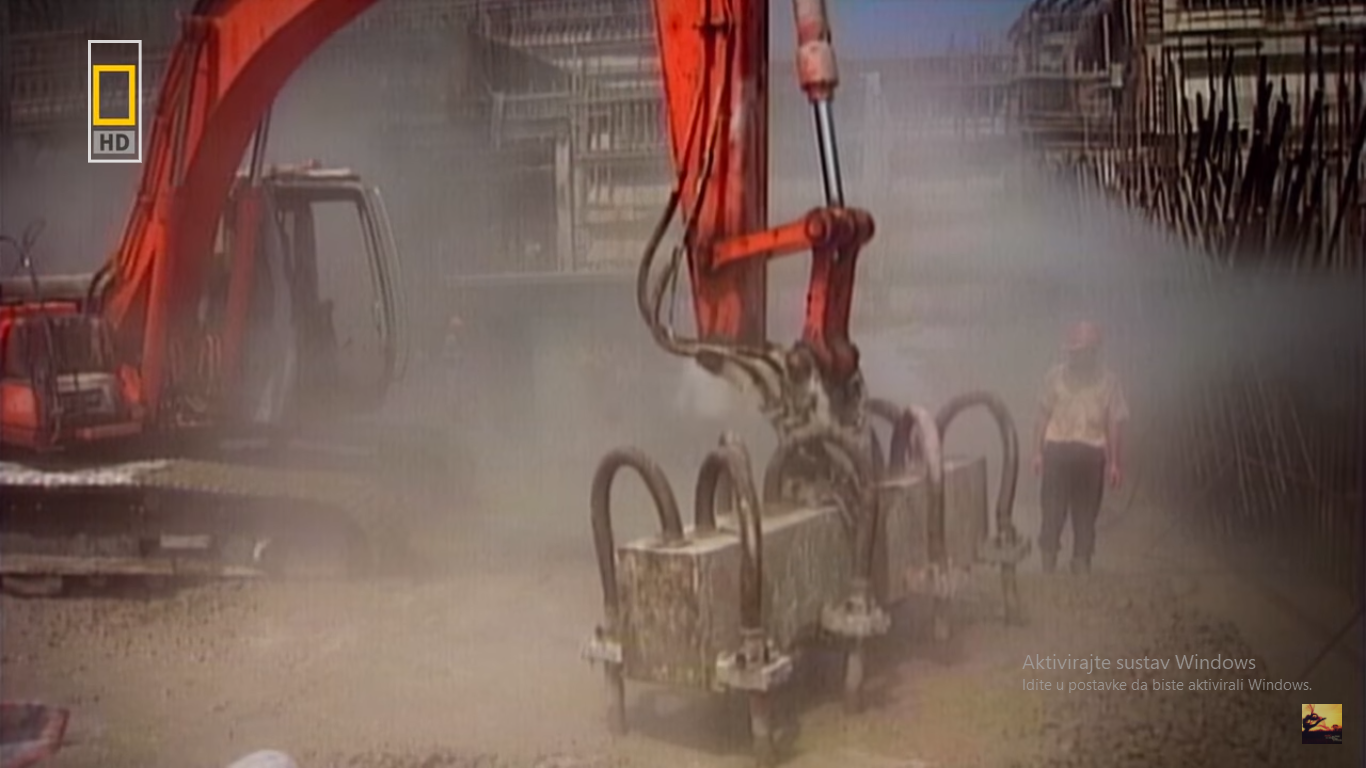 HD
Aktivirajte sustav Windows
Idite u postavke da biste aktivirali Windows.